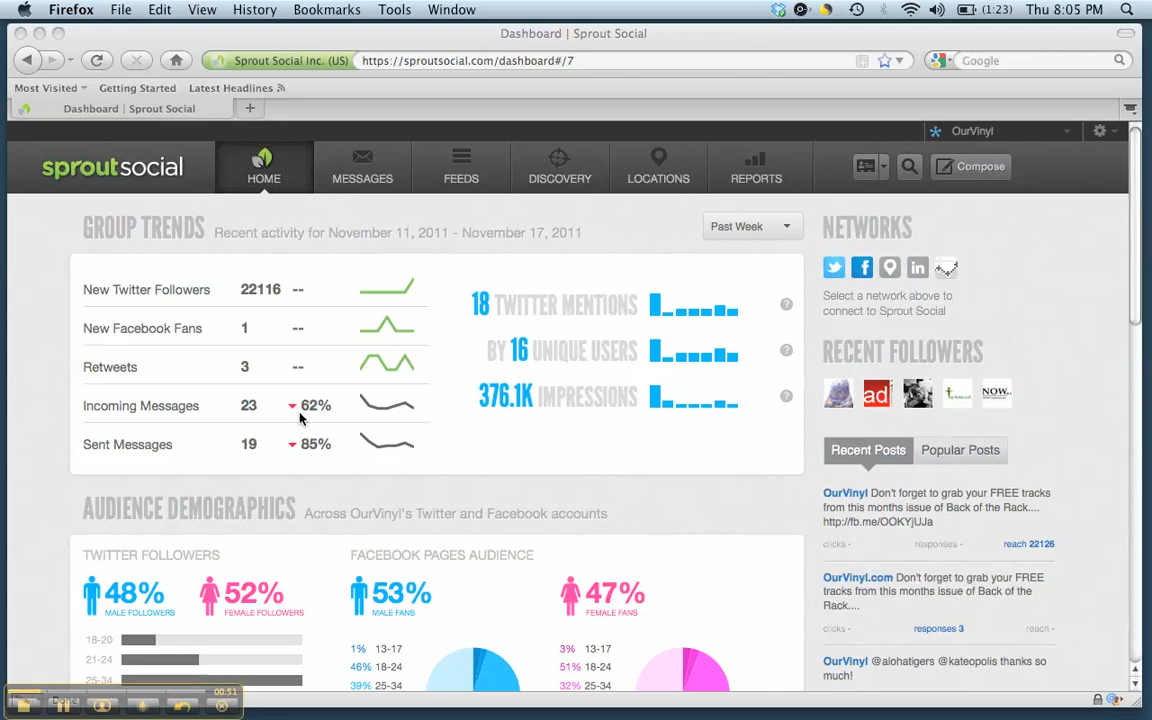 Firefox File Edit View History Bookmarks Tools Window (1:23) Thu 8:05 PM
Dashboard | Sprout Social
Sprout Social Inc. (US) https://sproutsocial.com/dashboard#/7 Google
Most Visited Getting Started Latest Headlines
Dashboard | Sprout Social
OurVinyl
sproutsocial HOME MESSAGES FEEDS DISCOVERY LOCATIONS REPORTS Compose
GROUP TRENDS Recent activity for November 11, 2011 - November 17, 2011 Past Week
New Twitter Followers 22116 --
New Facebook Fans 1 --
Retweets 3 --
Incoming Messages 23 62%
Sent Messages 19 85%
18 TWITTER MENTIONS ?
BY 16 UNIQUE USERS ?
376.1K IMPRESSIONS ?
AUDIENCE DEMOGRAPHICS Across OurVinyl's Twitter and Facebook accounts
TWITTER FOLLOWERS
48% MALE FOLLOWERS 52% FEMALE FOLLOWERS
18-20
21-24
25-34
FACEBOOK PAGES AUDIENCE
53% MALE FANS 47% FEMALE FANS
1% 13-17
46% 18-24
39% 25-34
3% 13-17
51% 18-24
32% 25-34
NETWORKS
Select a network above to
connect to Sprout Social
RECENT FOLLOWERS
ad
NOW.
Recent Posts Popular Posts
OurVinyl Don't forget to grab your FREE
tracks from this months issue of Back of the Rack....
http://fb.me/OOKYjUJa
clicks - responses - reach 22126
OurVinyl.com Don't forget to grab your FREE
tracks from this months issue of Back of the
Rack....
clicks - responses 3 reach -
OurVinyl @alohatigers @kateopolis thanks so
much!
00:51
Done